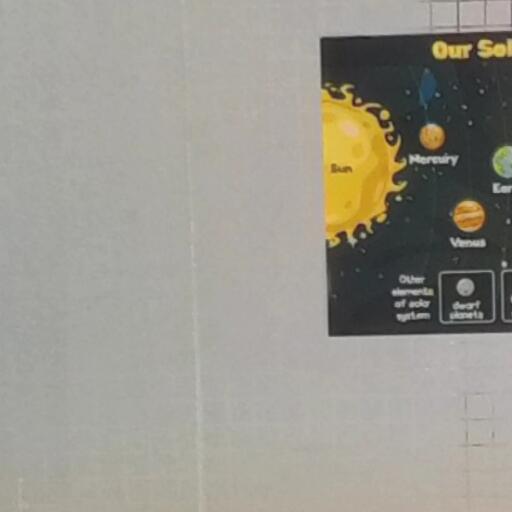 Our Sol
Sun
Mercury
Ear
Venus
Other
elements
of solar
system
dwarf
planets